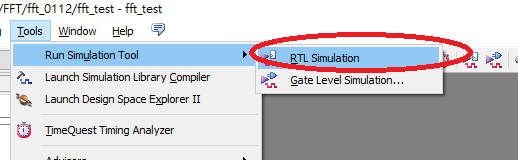 /FFT/fft_0112/fft_test - fft_test
Tools Window Help
Run Simulation Tool
RTL Simulation
Launch Simulation Library Compiler
Gate Level Simulation...
Launch Design Space Explorer II
TimeQuest Timing Analyzer
Advisors